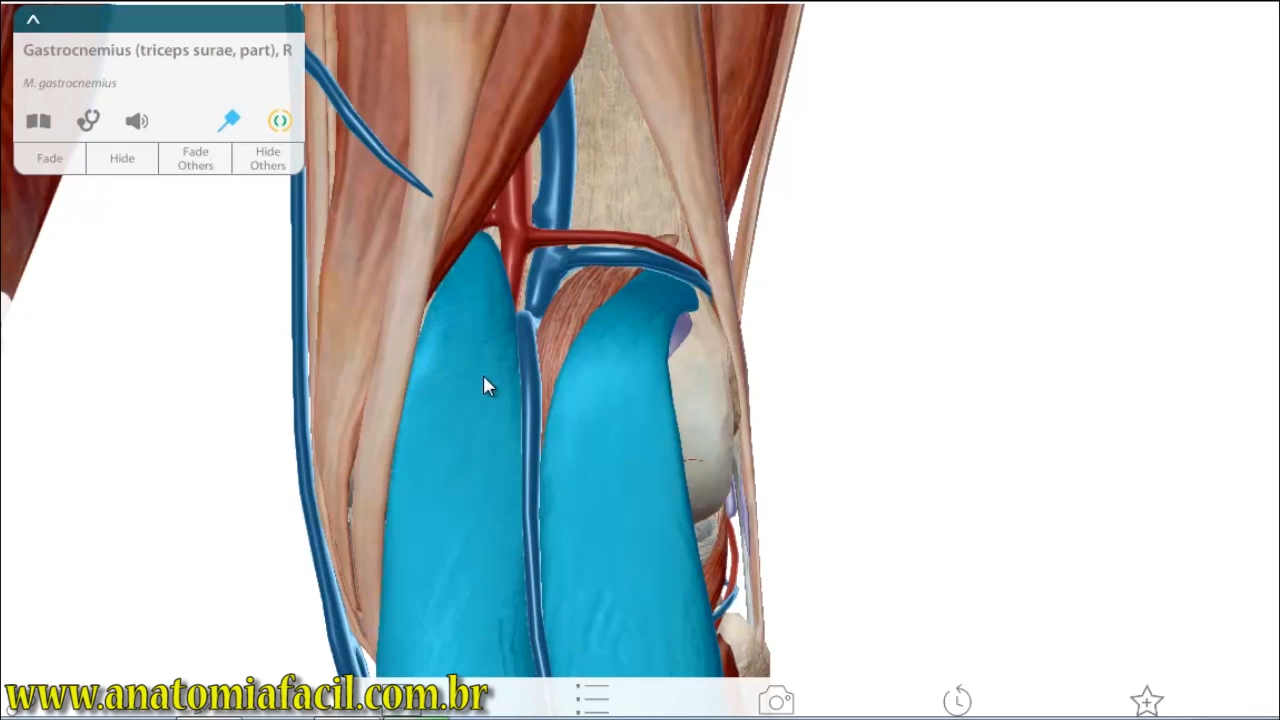 Gastrocnemius (triceps surae, part), R
M. gastrocnemius
Fade
Hide
Fade
Others
Hide
Others
www.anatomiafacil.com.br